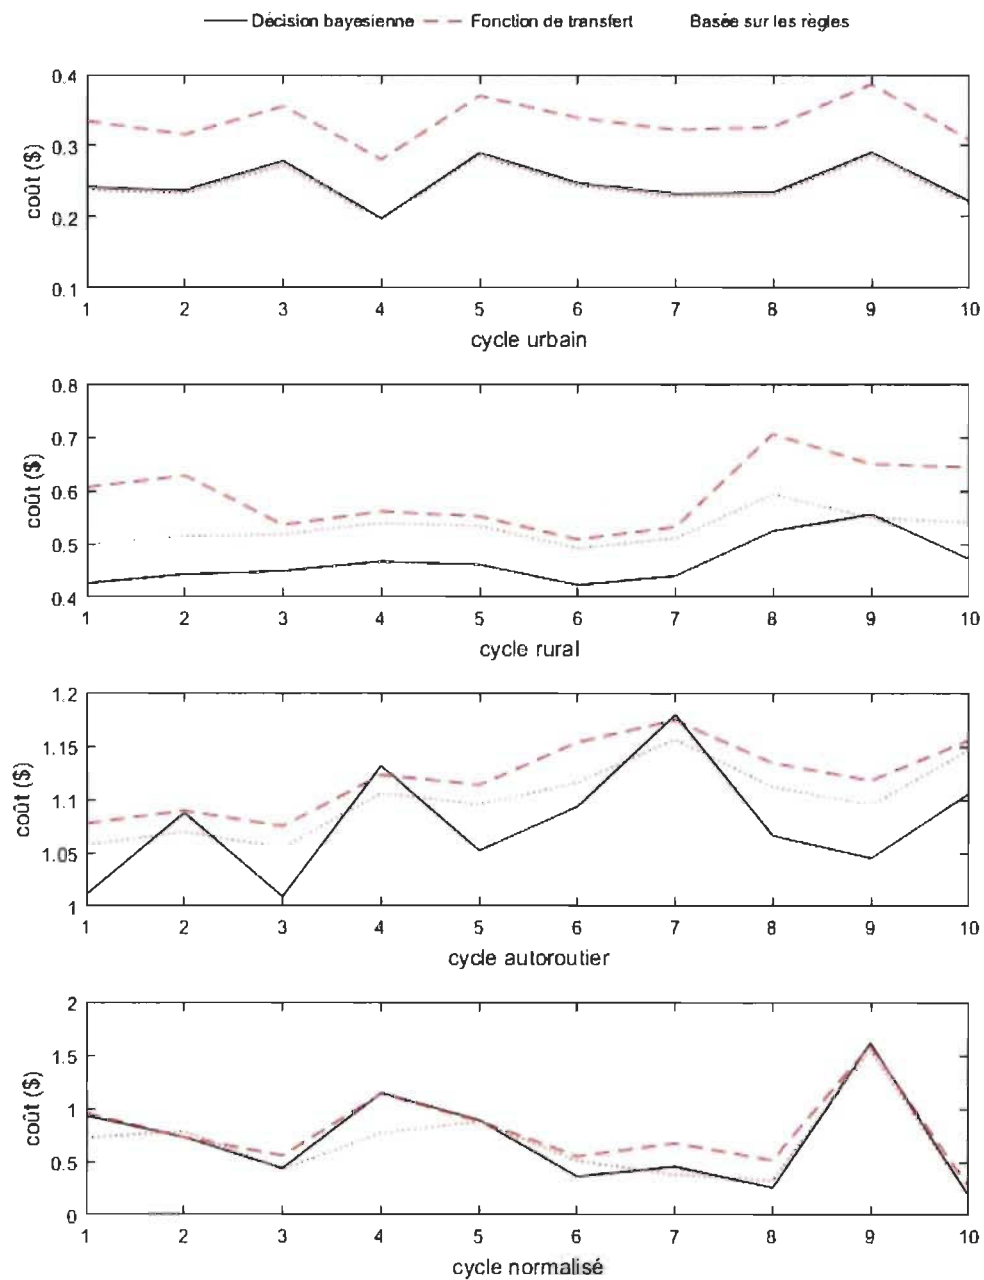 Décision bayesienne Fonction de transfert Basée sur les règles
0.4
0.3
0.2
0.1
coût ($)
1 2 3 4 5 6 7 8 9 10
cycle urbain
0.8
0.7
0.6
0.5
0.4
coût ($)
1 2 3 4 5 6 7 8 9 10
cycle rural
1.2
1.15
1.1
1.05
1
coût ($)
1 2 3 4 5 6 7 8 9 10
cycle autoroutier
2
1.5
1
0.5
0
coût ($)
1 2 3 4 5 6 7 8 9 10
cycle normalisé